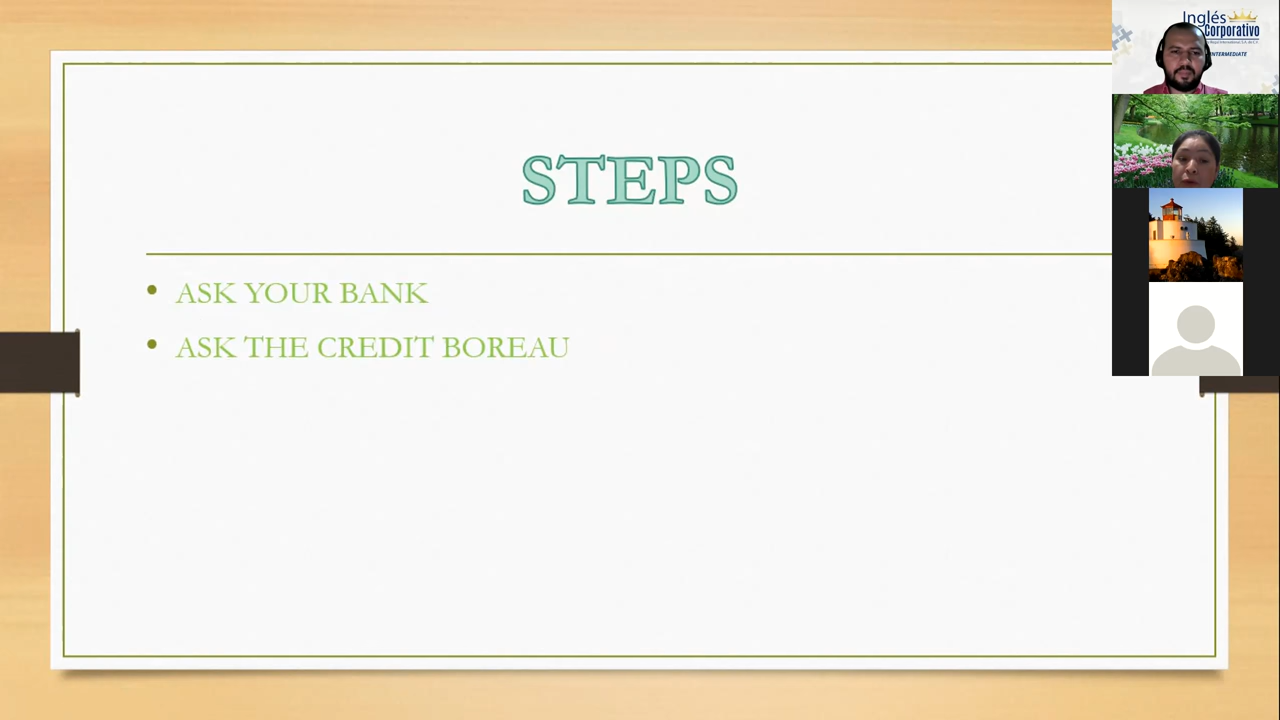 STEPS
ASK YOUR BANK
ASK THE CREDIT BOREAU
Inglés
Corporativo
INTERMEDIATE